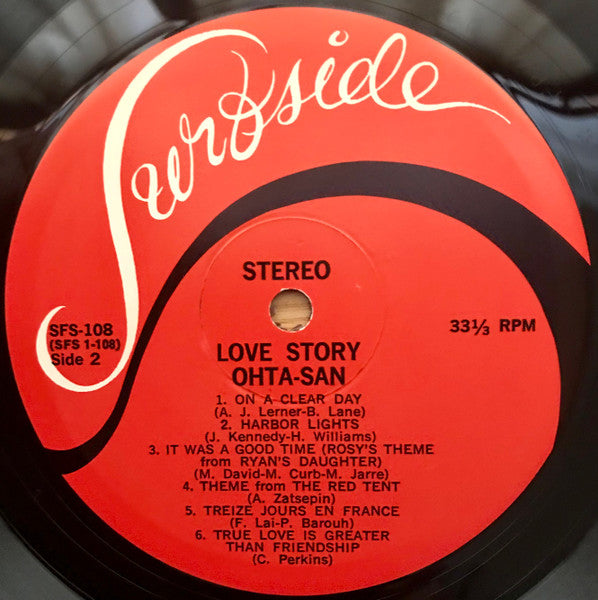 Surfside
STEREO
SFS-108
(SFS 1-108)
Side 2
33⅓ RPM
LOVE STORY
OHTA-SAN
1. ON A CLEAR DAY
(A. J. Lerner-B. Lane)
2. HARBOR LIGHTS
(J. Kennedy-H. Williams)
3. IT WAS A GOOD TIME (ROSY'S THEME
from RYAN'S DAUGHTER)
(M. David-M. Curb-M. Jarre)
4. THEME from THE RED TENT
(A. Zatsepin)
5. TREIZE JOURS EN FRANCE
(F. Lai-P. Barouh)
6. TRUE LOVE IS GREATER
THAN FRIENDSHIP
(C. Perkins)